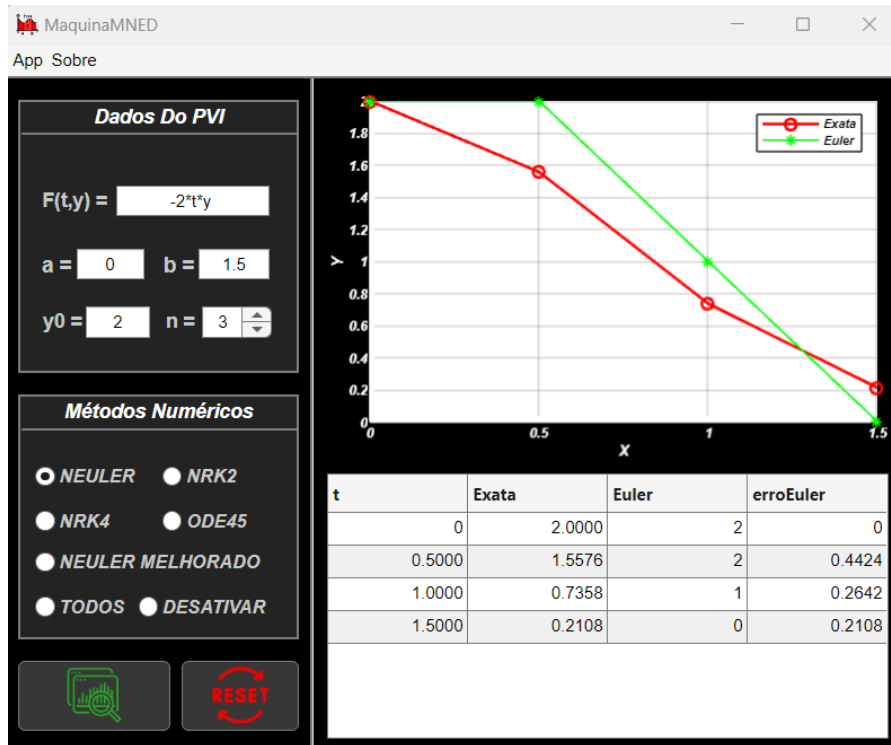 MaquinaMNED
App Sobre
Dados Do PVI
F(t,y) = -2*t*y
a = 0 b = 1.5
y0 = 2 n = 3
Métodos Numéricos
NEULER NRK2
NRK4 ODE45
NEULER MELHORADO
TODOS DESATIVAR
RESET
2
1.8
1.6
1.4
1.2
1
0.8
0.6
0.4
0.2
0
Y
0 0.5 1 1.5
X
Exata
Euler
t Exata Euler erroEuler
0 2.0000 2 0
0.5000 1.5576 2 0.4424
1.0000 0.7358 1 0.2642
1.5000 0.2108 0 0.2108